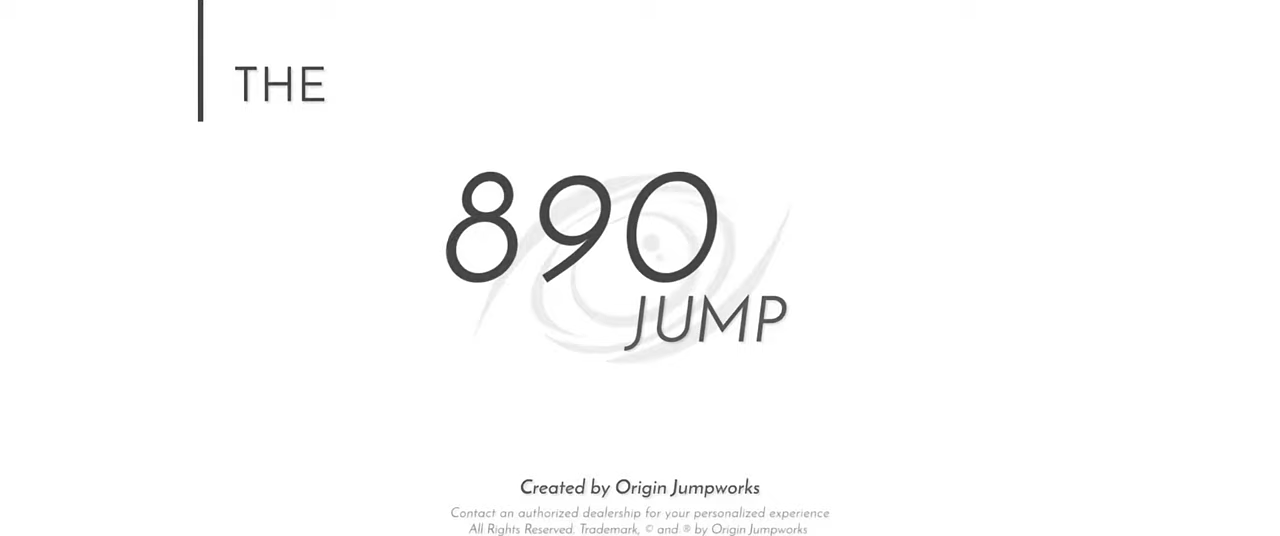 THE
890
JUMP
Created by Origin Jumpworks
Contact an authorized dealership for your personalized experience
All Rights Reserved. Trademark, © and ® by Origin Jumpworks